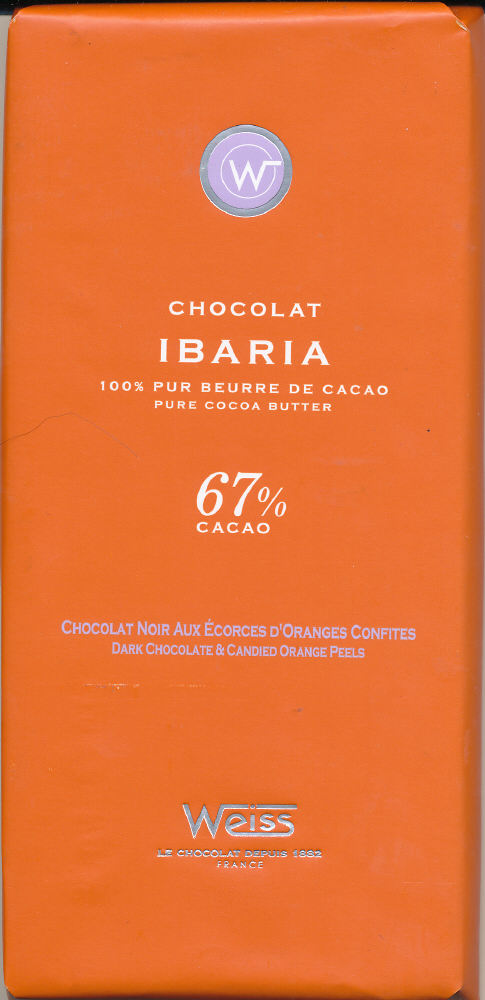 W
CHOCOLAT
IBARIA
100% PUR BEURRE DE CACAO
PURE COCOA BUTTER
67%
CACAO
CHOCOLAT NOIR AUX ÉCORCES D'ORANGES CONFITES
DARK CHOCOLATE & CANDIED ORANGE PEELS
Weiss
LE CHOCOLAT DEPUIS 1882
FRANCE